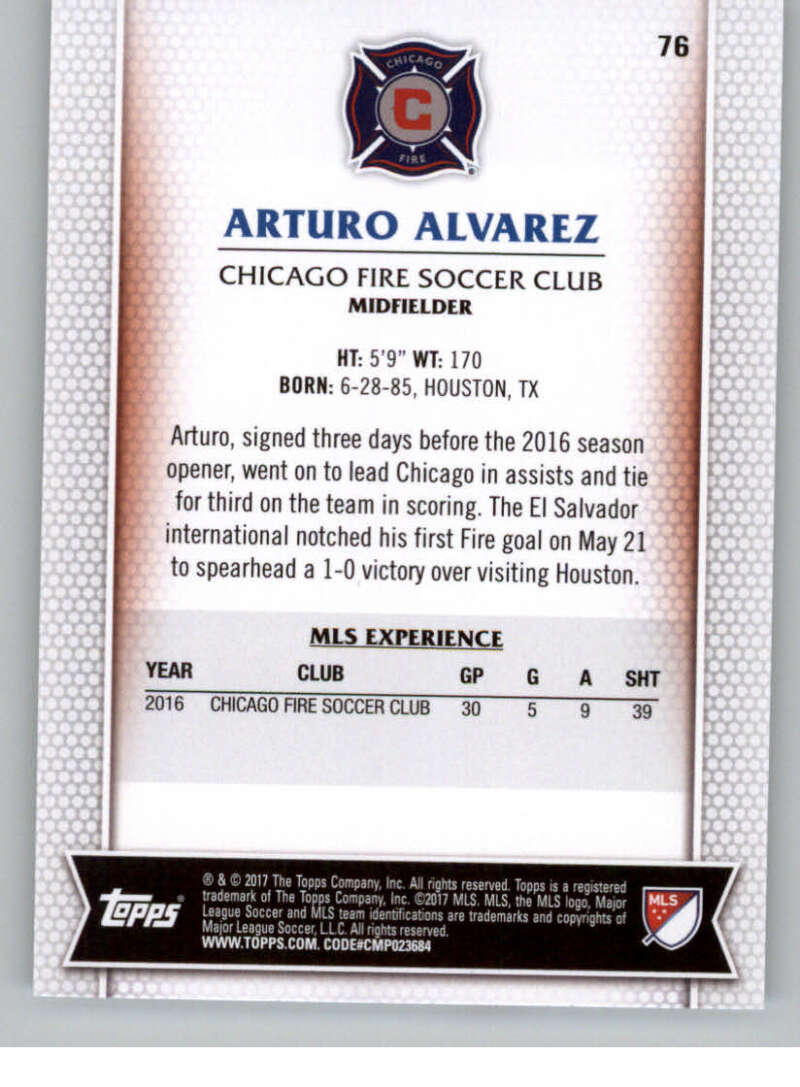 76
CHICAGO
C
FIRE
ARTURO ALVAREZ
CHICAGO FIRE SOCCER CLUB
MIDFIELDER
HT: 5'9" WT: 170
BORN: 6-28-85, HOUSTON, TX
Arturo, signed three days before the 2016 season
opener, went on to lead Chicago in assists and tie
for third on the team in scoring. The El Salvador
international notched his first Fire goal on May 21
to spearhead a 1-0 victory over visiting Houston.
MLS EXPERIENCE
YEAR CLUB GP G A SHT
2016 CHICAGO FIRE SOCCER CLUB 30 5 9 39
Topps®
® & © 2017 The Topps Company, Inc. All rights reserved. Topps is a registered
trademark of The Topps Company, Inc. ©2017 MLS. MLS, the MLS logo, Major
League Soccer and MLS team identifications are trademarks and copyrights of
Major League Soccer, L.L.C. All rights reserved.
WWW.TOPPS.COM. CODE#CMP023684
MLS